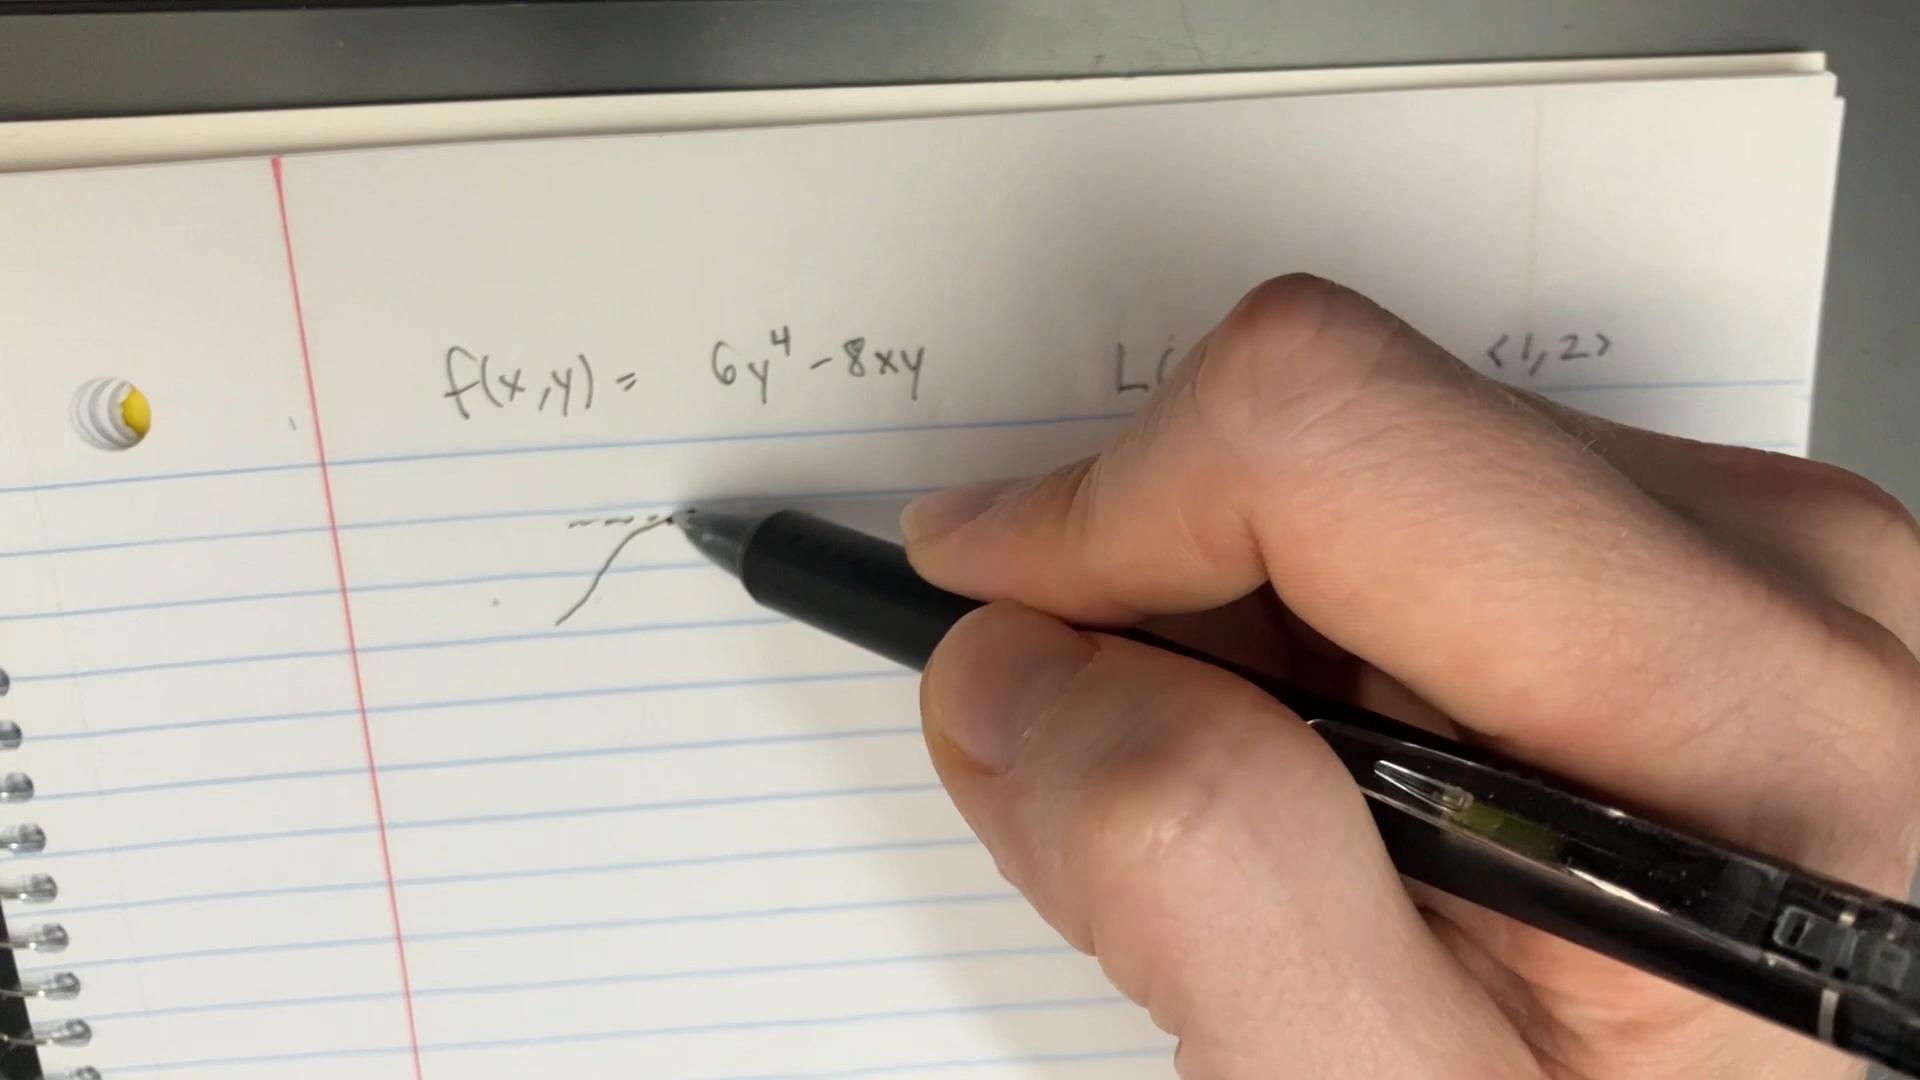 f(x,y) = 6y⁴ - 8xy L( <1,2>